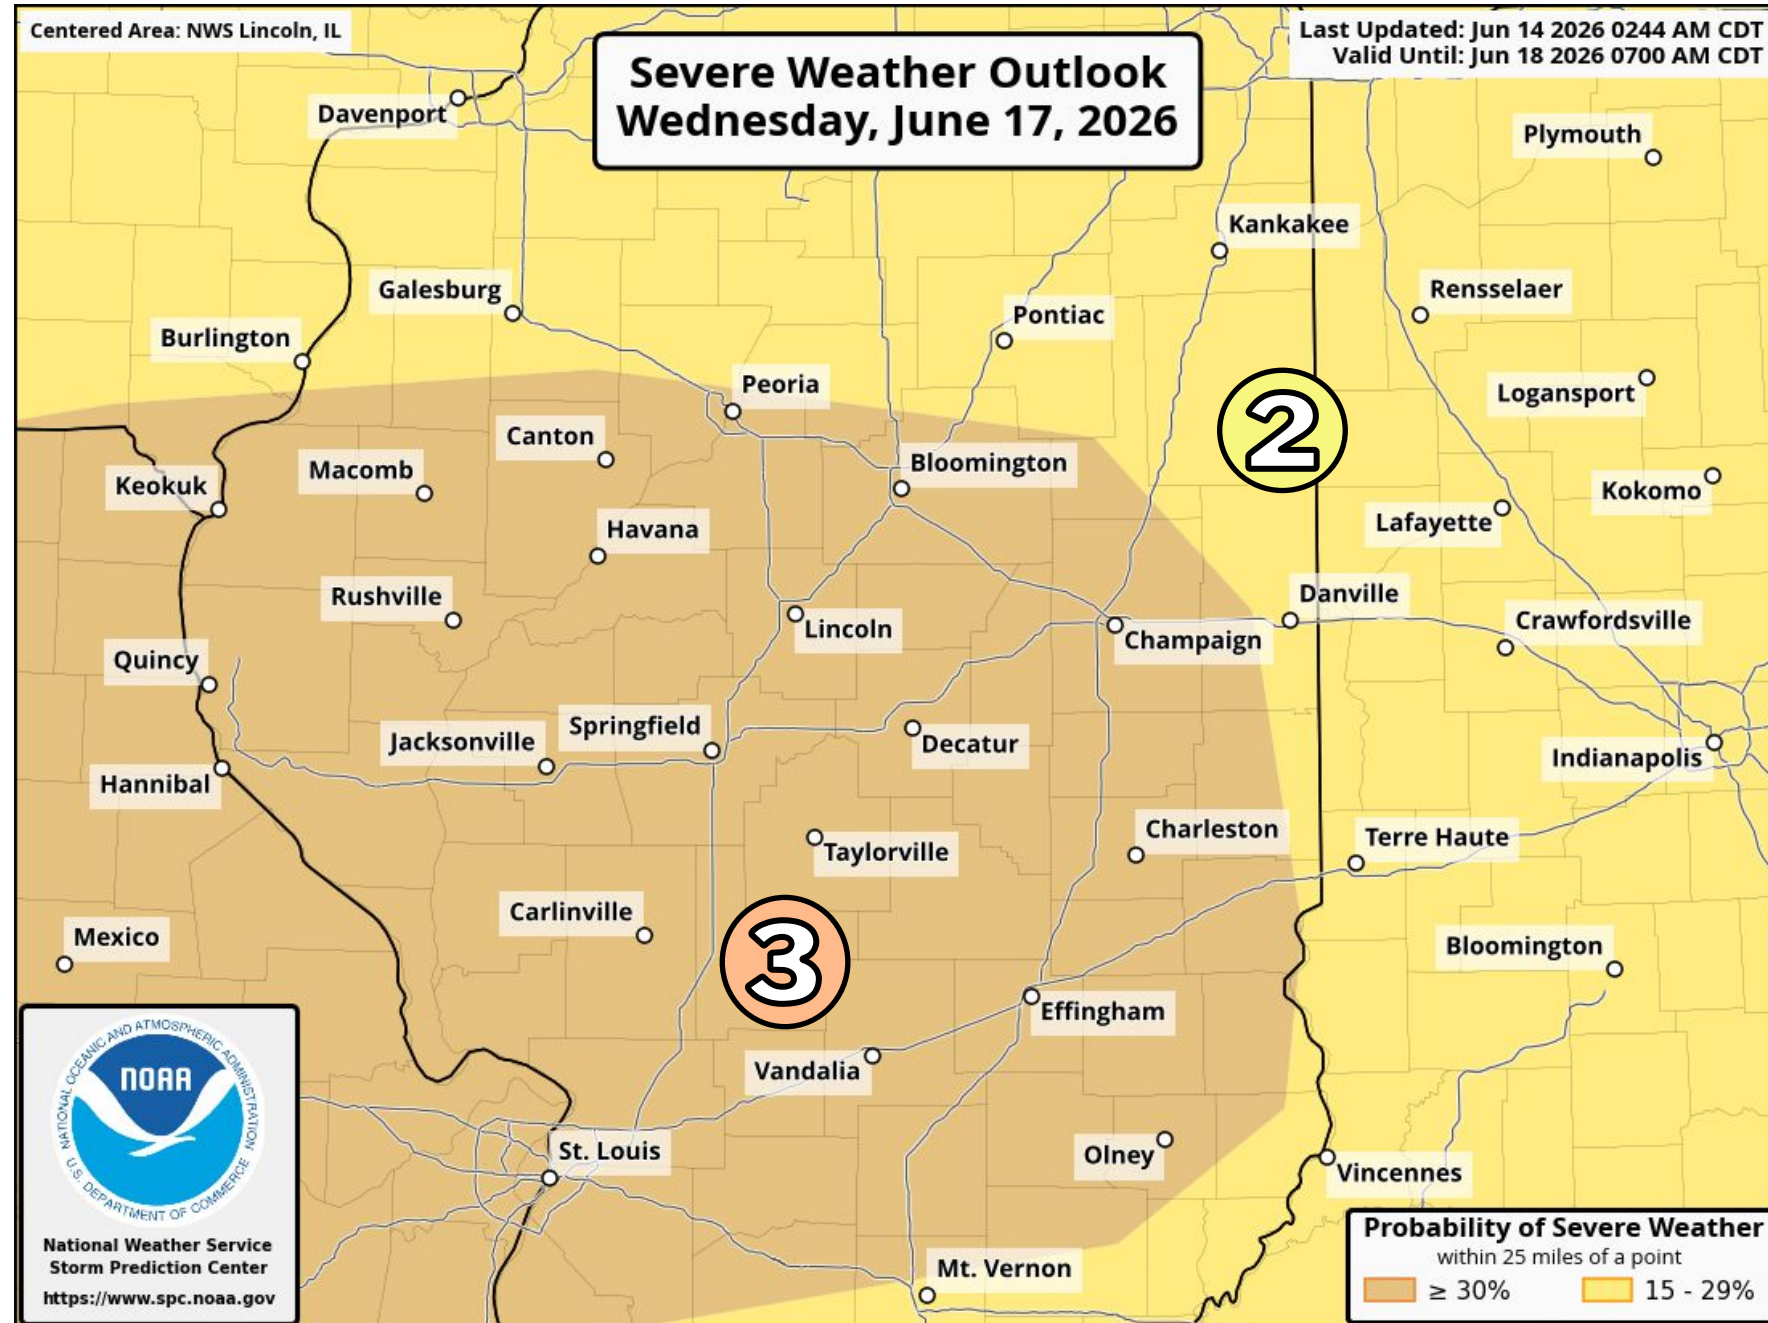 Centered Area: NWS Lincoln, IL
Last Updated: Jun 14 2026 0244 AM CDT
Valid Until: Jun 18 2026 0700 AM CDT
Severe Weather Outlook
Wednesday, June 17, 2026
Davenport
Plymouth
Kankakee
Galesburg
Rensselaer
Pontiac
Burlington
Peoria
Logansport
2
Canton
Bloomington
Macomb
Keokuk
Kokomo
Lafayette
Havana
Rushville
Danville
Lincoln
Crawfordsville
Champaign
Quincy
Springfield
Jacksonville
Decatur
Indianapolis
Hannibal
Charleston
Terre Haute
Taylorville
Carlinville
Mexico
Bloomington
3
Effingham
Vandalia
St. Louis
Olney
Vincennes
Mt. Vernon
NATIONAL OCEANIC AND ATMOSPHERIC ADMINISTRATION
NOAA
U.S. DEPARTMENT OF COMMERCE
National Weather Service
Storm Prediction Center
https://www.spc.noaa.gov
Probability of Severe Weather
within 25 miles of a point
≥ 30%
15 - 29%